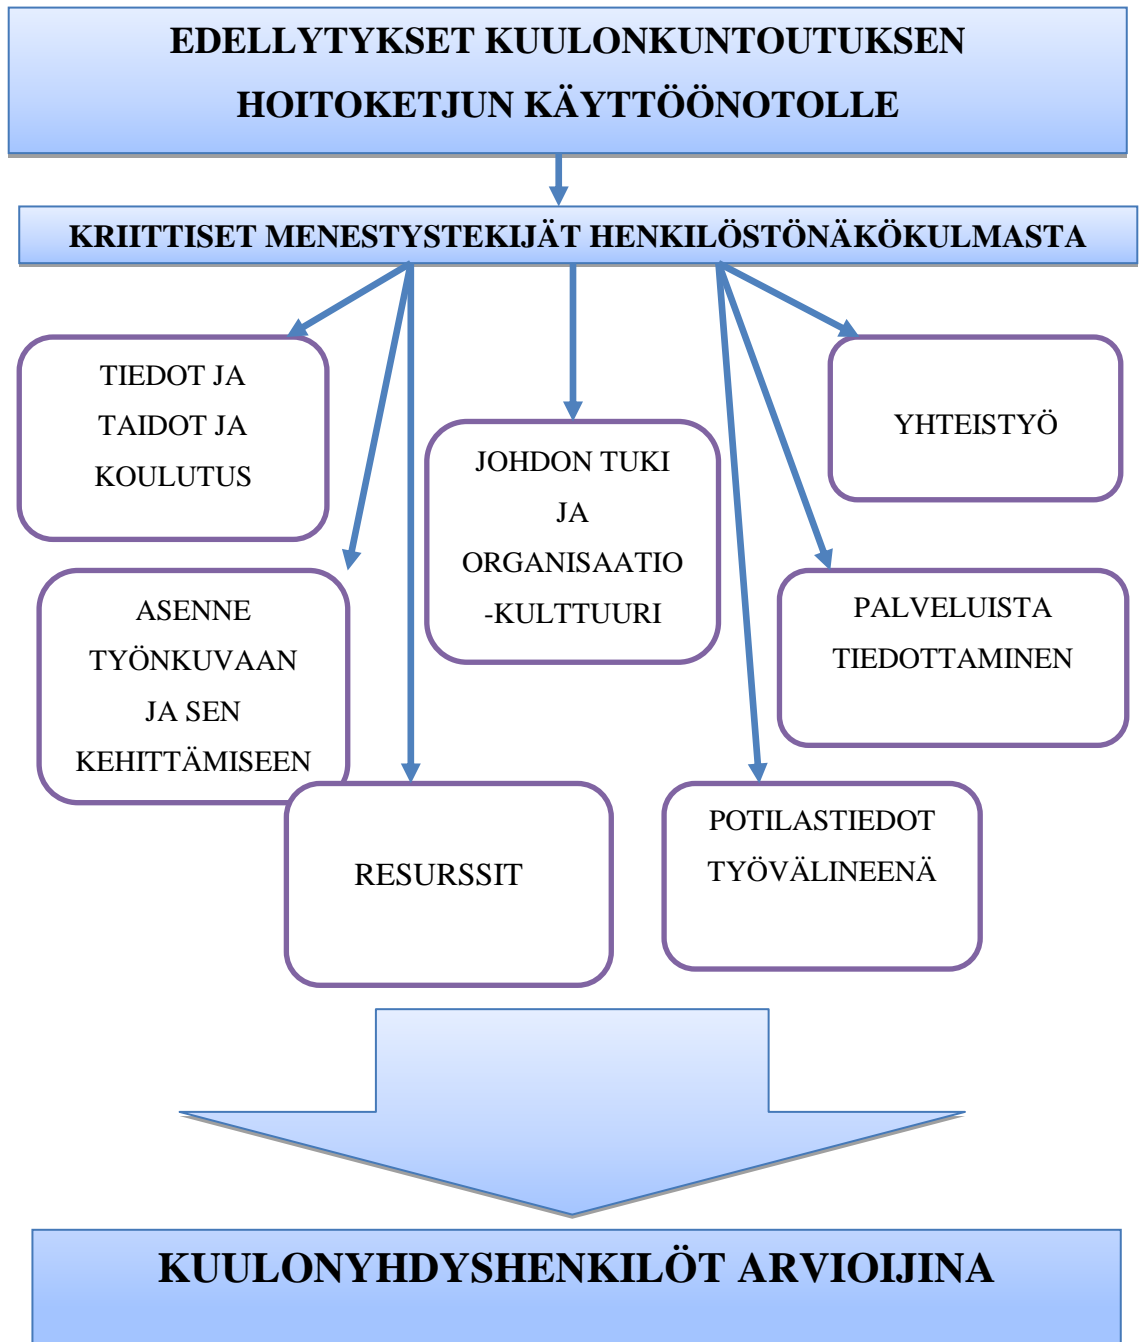 EDELLYTYKSET KUULONKUNTOUTUKSEN
HOITOKETJUN KÄYTTÖÖNOTOLLE
KRIITTISET MENESTYSTEKIJÄT HENKILÖSTÖNÄKÖKULMASTA
TIEDOT JA
TAIDOT JA
KOULUTUS
JOHDON TUKI
JA
ORGANISAATIO
-KULTTUURI
YHTEISTYÖ
ASENNE
TYÖNKUVAAN
JA SEN
KEHITTÄMISEEN
PALVELUISTA
TIEDOTTAMINEN
RESURSSIT
POTILASTIEDOT
TYÖVÄLINEENÄ
KUULONYHDYSHENKILÖT ARVIOIJINA